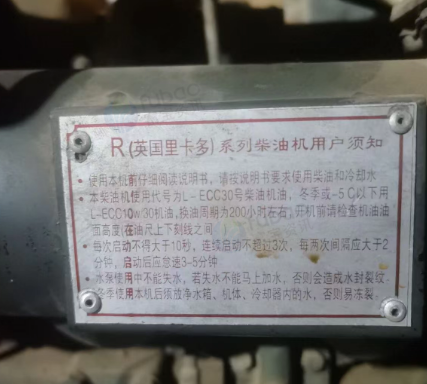 R(英国里卡多)系列柴油机用户须知
• 使用本机前仔细阅读说明书，请按说明书要求使用柴油和冷却水
• 本柴油机使用代号为L-ECC30号柴油机油，冬季或-5C以下用
L-ECC10w30机油,换油周期为200小时左右,开机前请检查机油油
面高度(在油尺上下刻线之间)
• 每次启动不得大于10秒，连续启动不超过3次，每两次间隔应大于2
分钟，启动后应怠速3-5分钟
• 水泵使用中不能失水，若失水不能马上加水，否则会造成水封裂纹
• 冬季使用本机后须放净水箱、机体、冷却器内的水，否则易冻裂。